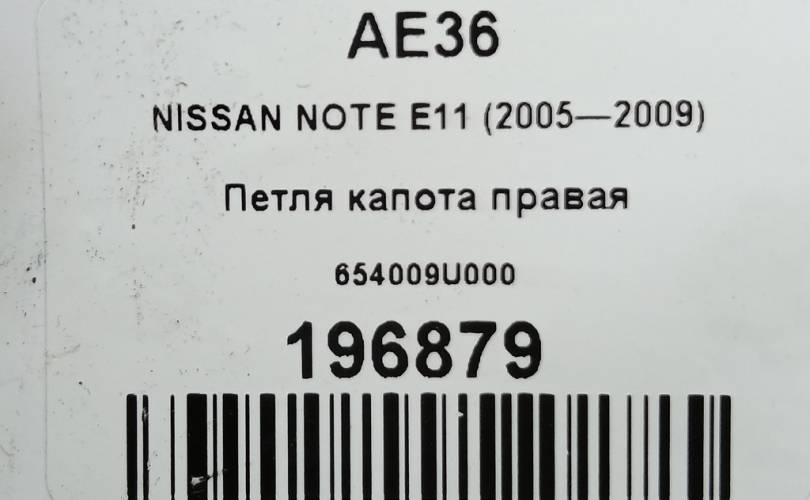 AE36
NISSAN NOTE E11 (2005—2009)
Петля капота правая
654009U000
196879